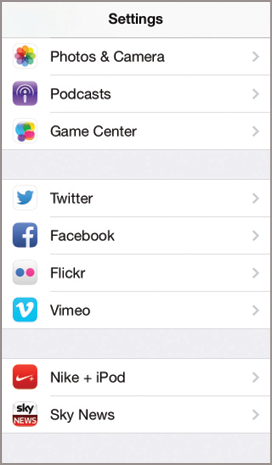 Settings
Photos & Camera
Podcasts
Game Center
Twitter
Facebook
Flickr
Vimeo
Nike + iPod
sky
NEWS
Sky News